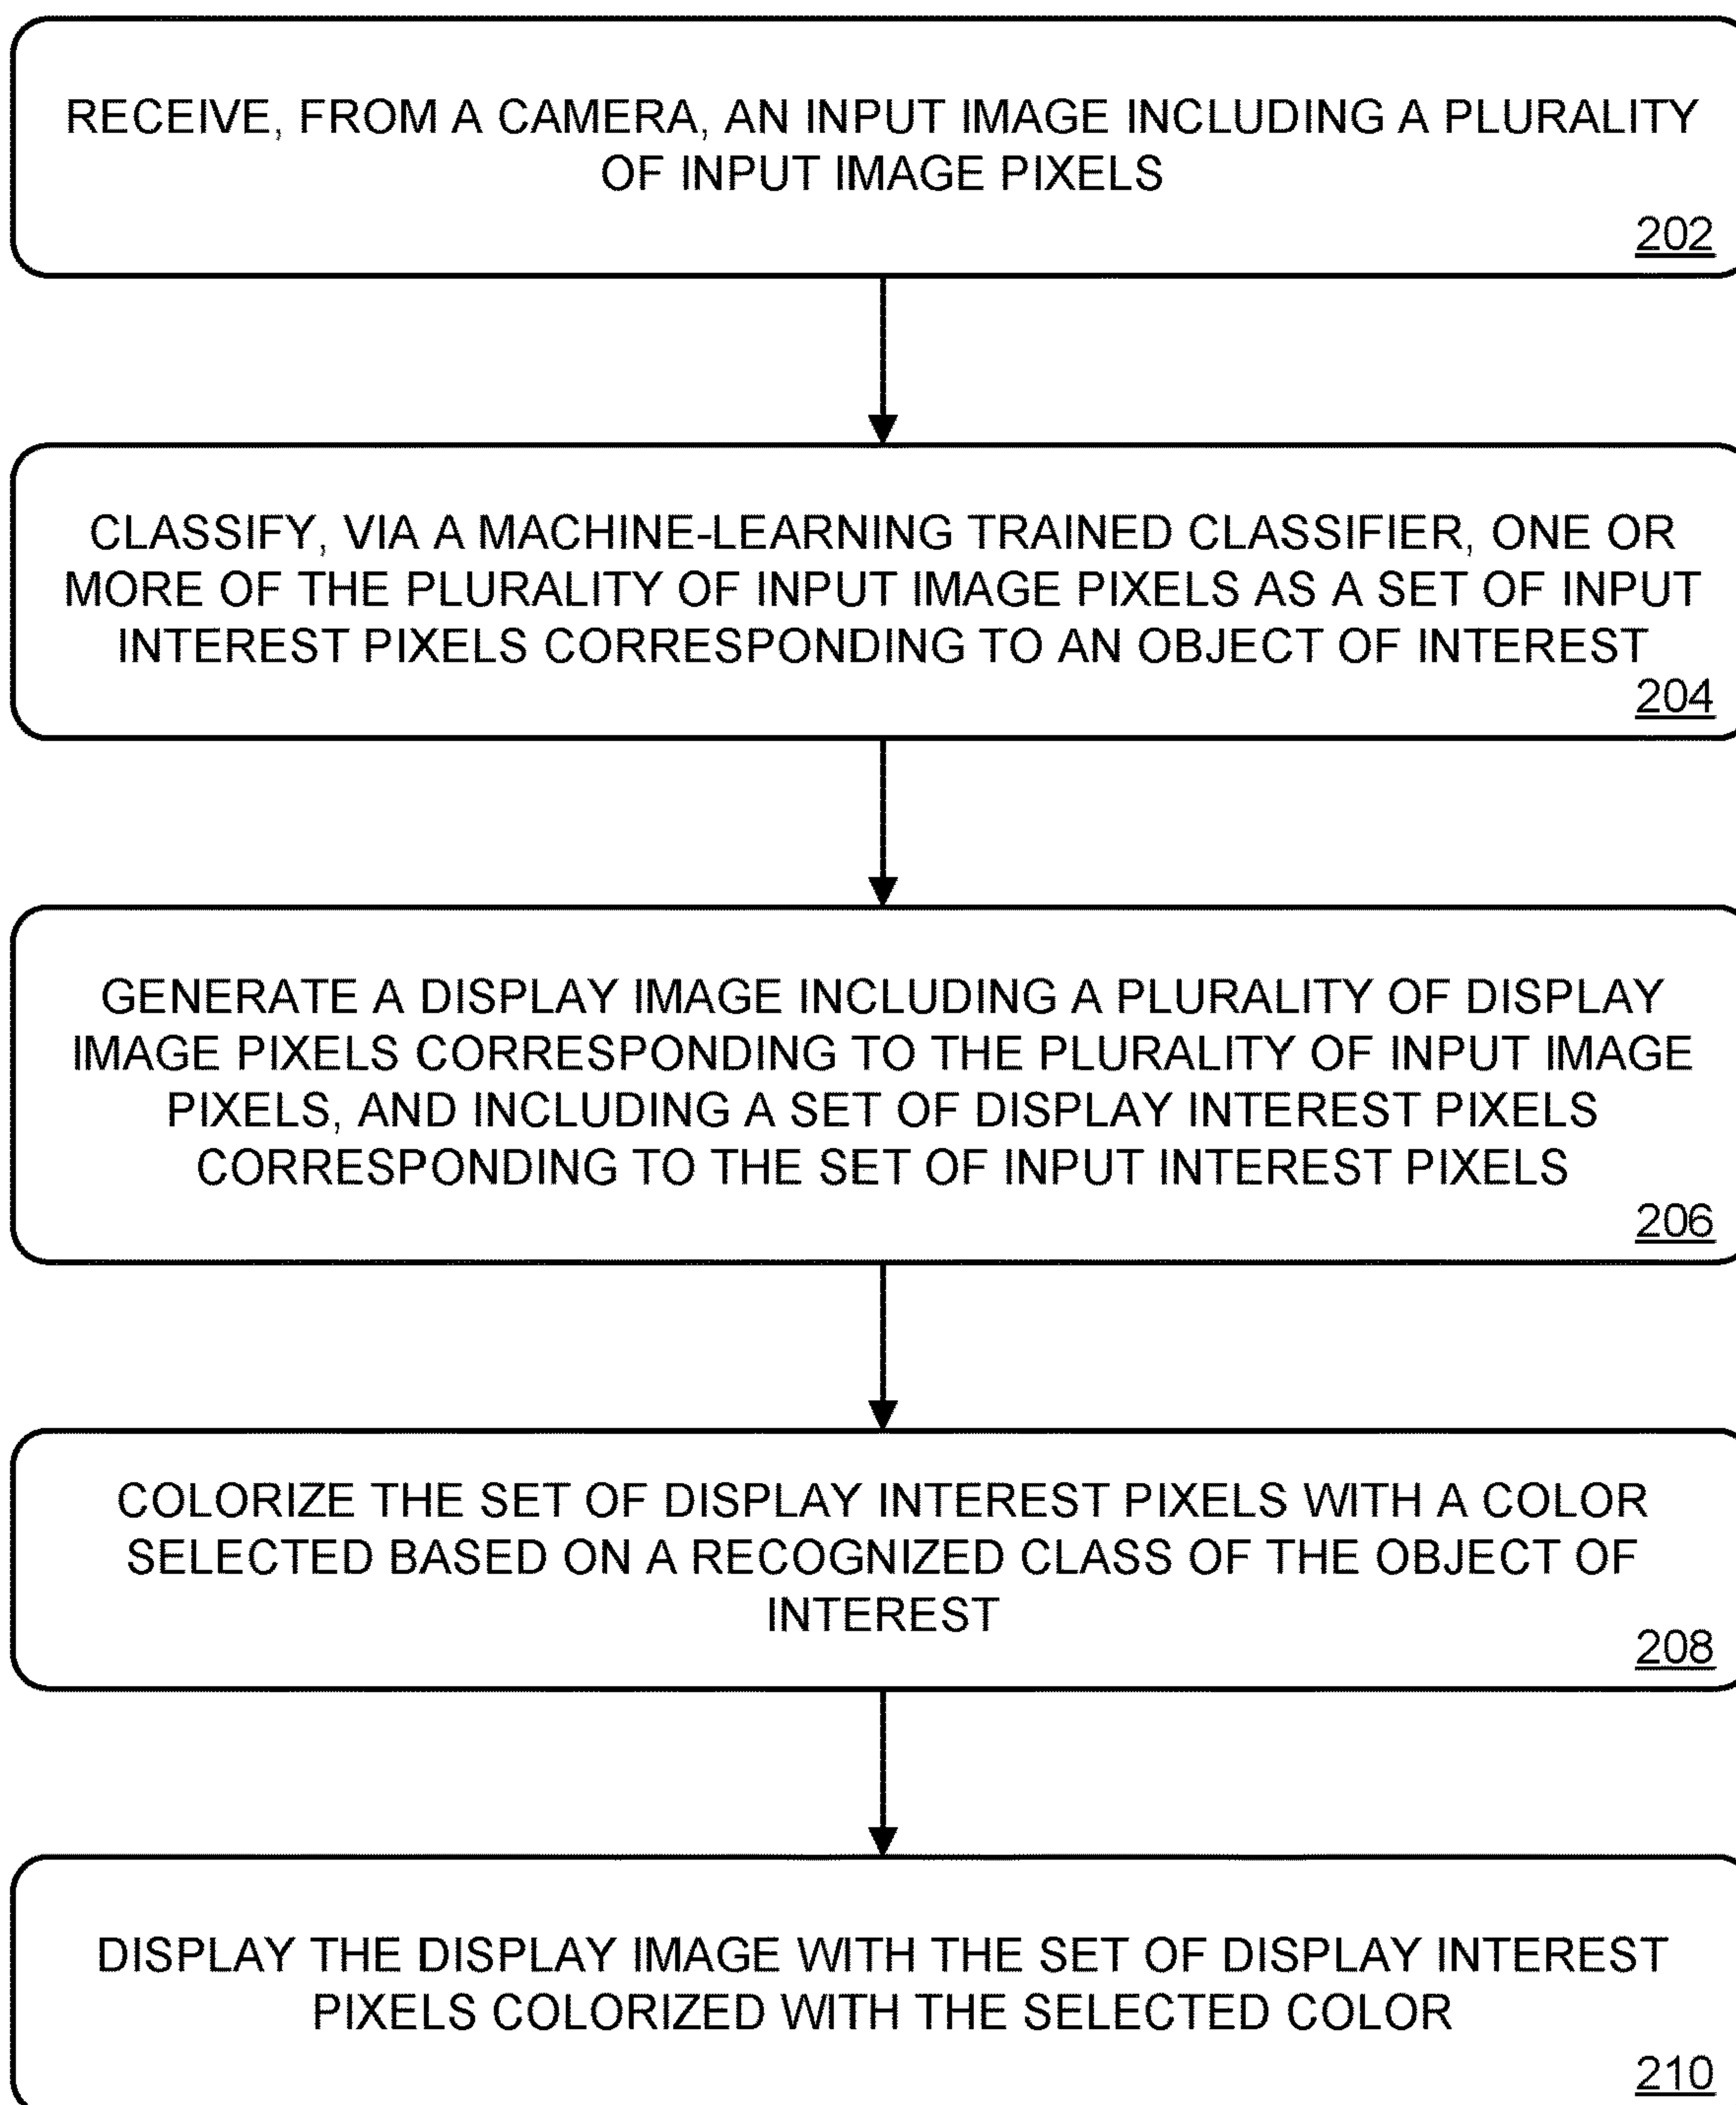 RECEIVE, FROM A CAMERA, AN INPUT IMAGE INCLUDING A PLURALITY
OF INPUT IMAGE PIXELS
202
CLASSIFY, VIA A MACHINE-LEARNING TRAINED CLASSIFIER, ONE OR
MORE OF THE PLURALITY OF INPUT IMAGE PIXELS AS A SET OF INPUT
INTEREST PIXELS CORRESPONDING TO AN OBJECT OF INTEREST
204
GENERATE A DISPLAY IMAGE INCLUDING A PLURALITY OF DISPLAY
IMAGE PIXELS CORRESPONDING TO THE PLURALITY OF INPUT IMAGE
PIXELS, AND INCLUDING A SET OF DISPLAY INTEREST PIXELS
CORRESPONDING TO THE SET OF INPUT INTEREST PIXELS
206
COLORIZE THE SET OF DISPLAY INTEREST PIXELS WITH A COLOR
SELECTED BASED ON A RECOGNIZED CLASS OF THE OBJECT OF
INTEREST
208
DISPLAY THE DISPLAY IMAGE WITH THE SET OF DISPLAY INTEREST
PIXELS COLORIZED WITH THE SELECTED COLOR
210